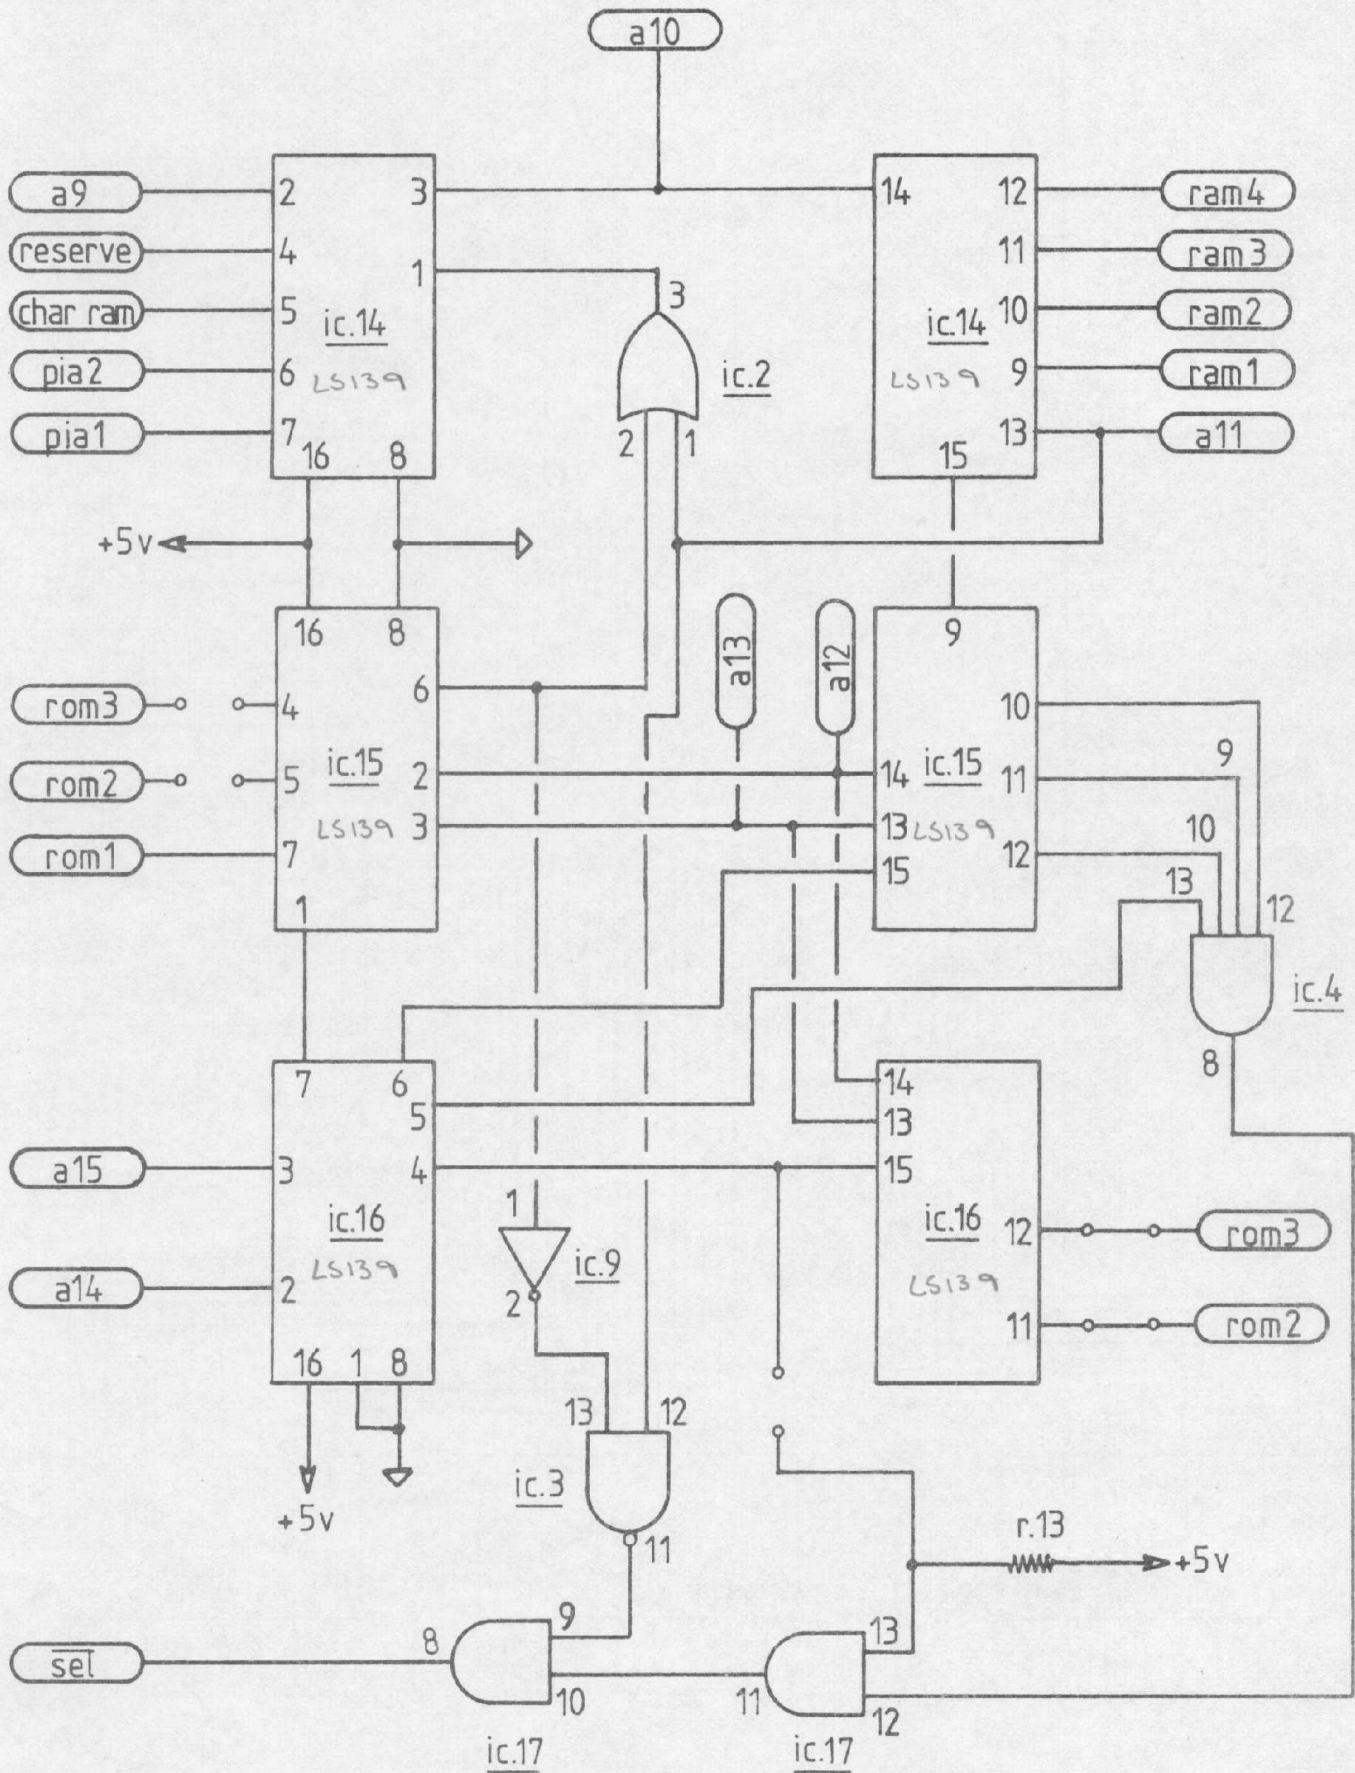 a10
a9 2 3 14 12 ram4
reserve 4 11 ram3
1 3
char ram 5 ic.14 ic.14 10 ram2
pia2 6 LS139 ic.2 LS139 9 ram1
pia1 7 2 1 13 a11
16 8 15
+5v
16 8 a13 a12 9
rom3 4 6 10
rom2 5 ic.15 2 14 ic.15 11 9
rom1 7 LS139 3 13 LS139 12 10
15 13 12
1
ic.4
7 6 14 8
5 13
a15 3 4 15
ic.16 1 ic.16 12 rom3
LS139 ic.9 LS139
a14 2 2 11 rom2
16 1 8 13 12
ic.3
+5v 11 r.13 +5v
9 13
sel 8
10 11 12
ic.17 ic.17